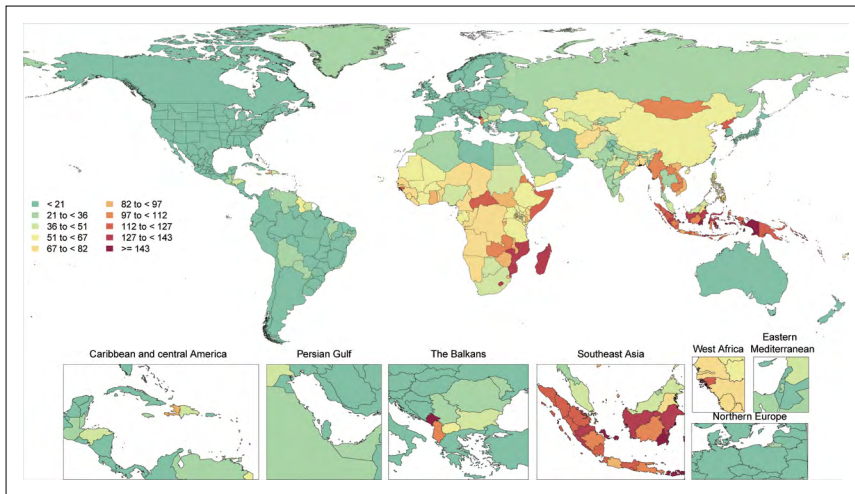 < 21
21 to < 36
36 to < 51
51 to < 67
67 to < 82
82 to < 97
97 to < 112
112 to < 127
127 to < 143
>= 143
Caribbean and central America
Persian Gulf
The Balkans
Southeast Asia
West Africa
Eastern
Mediterranean
Northern Europe